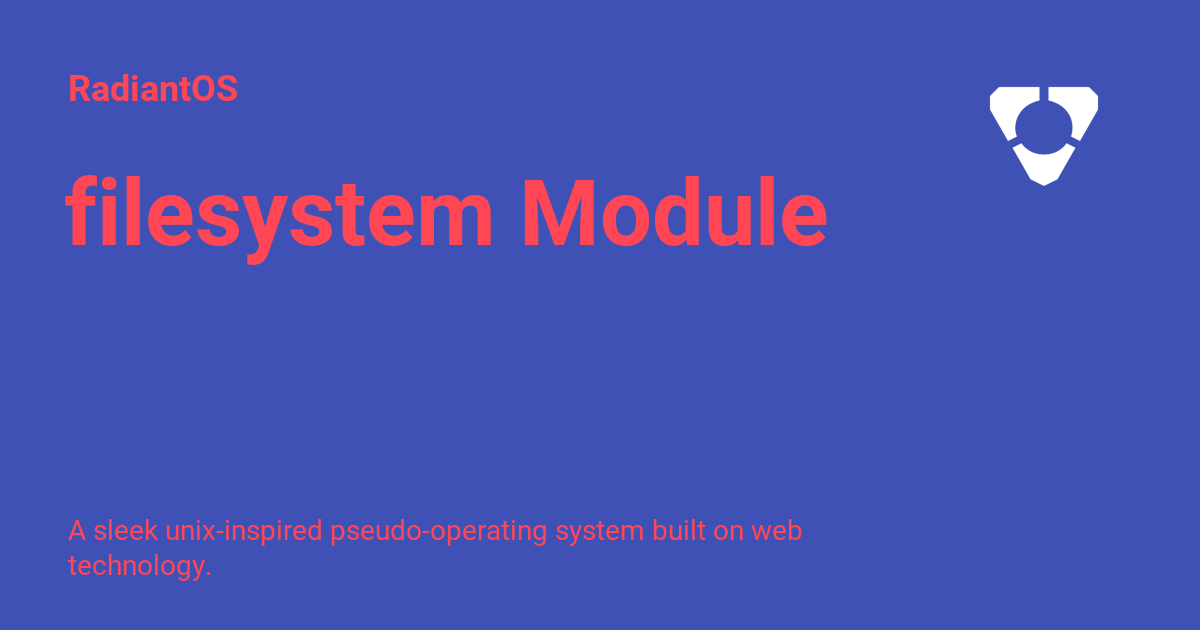 RadiantOS
filesystem Module
A sleek unix-inspired pseudo-operating system built on web
technology.